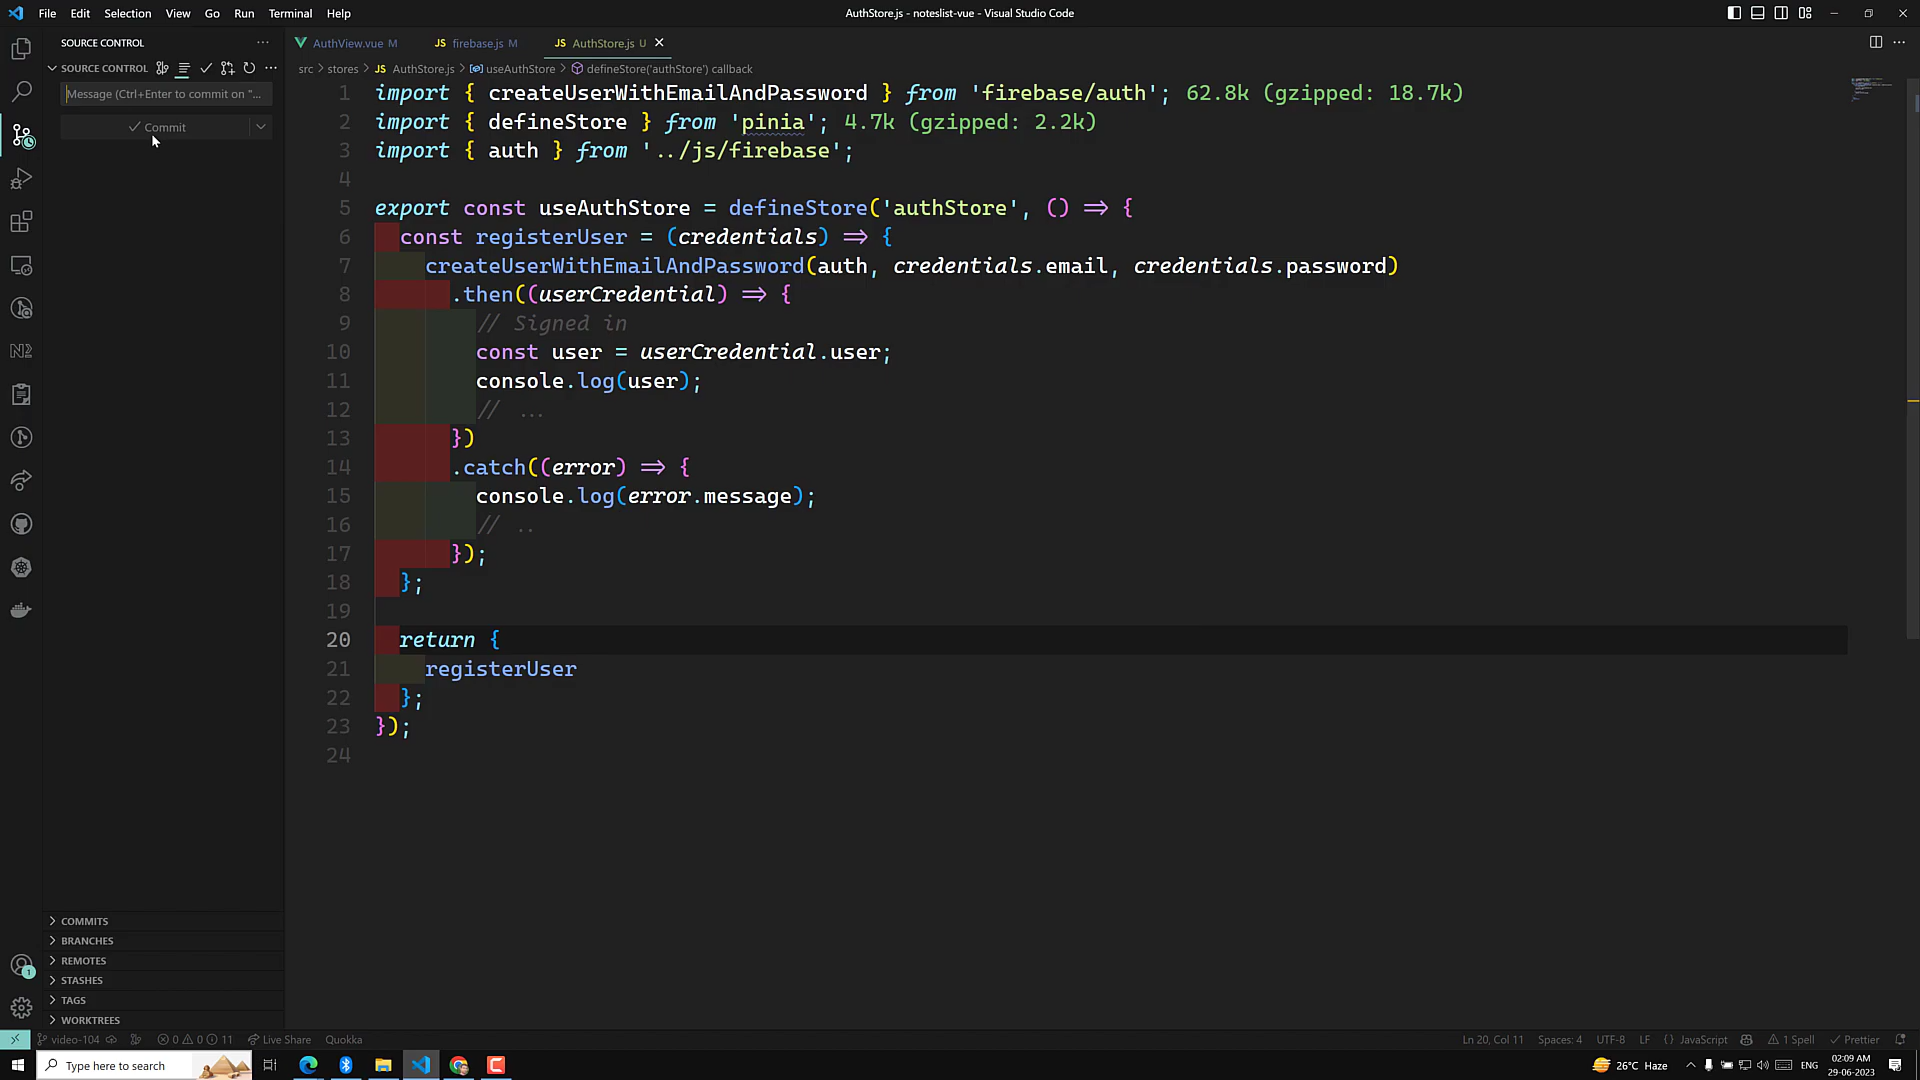 File Edit Selection View Go Run Terminal Help
AuthStore.js - noteslist-vue - Visual Studio Code
SOURCE CONTROL
SOURCE CONTROL
Message (Ctrl+Enter to commit on "...
Commit
COMMITS
BRANCHES
REMOTES
STASHES
TAGS
WORKTREES
AuthView.vue M
JS firebase.js M
JS AuthStore.js U
src > stores > JS AuthStore.js > useAuthStore > defineStore('authStore') callback
1 import { createUserWithEmailAndPassword } from 'firebase/auth'; 62.8k (gzipped: 18.7k)
2 import { defineStore } from 'pinia'; 4.7k (gzipped: 2.2k)
3 import { auth } from '../js/firebase';
4
5 export const useAuthStore = defineStore('authStore', () => {
6 const registerUser = (credentials) => {
7 createUserWithEmailAndPassword(auth, credentials.email, credentials.password)
8 .then((userCredential) => {
9 // Signed in
10 const user = userCredential.user;
11 console.log(user);
12 // ...
13 })
14 .catch((error) => {
15 console.log(error.message);
16 // ..
17 });
18 };
19
20 return {
21 registerUser
22 };
23 });
24
1
video-104 0 0 11 Live Share Quokka
Ln 20, Col 11 Spaces: 4 UTF-8 LF { } JavaScript 1 Spell Prettier
Type here to search
26°C Haze ENG
02:09 AM
29-06-2023